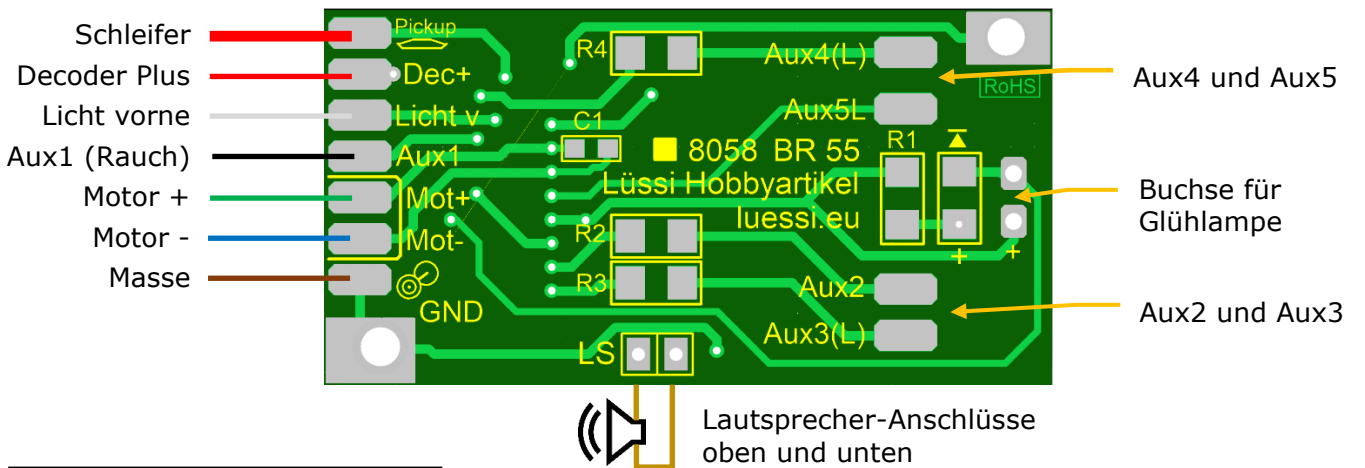 Schleifer
Decoder Plus
Licht vorne
Aux1 (Rauch)
Motor +
Motor -
Masse
Pickup
Dec+
Licht v
Aux1
Mot+
Mot-
GND
R4
C1
8058 BR 55
Lüssi Hobbyartikel
luessi.eu
R2
R3
LS
Aux4(L)
Aux5L
R1
+
+
Aux2
Aux3(L)
RoHS
Aux4 und Aux5
Buchse für
Glühlampe
Aux2 und Aux3
Lautsprecher-Anschlüsse
oben und unten